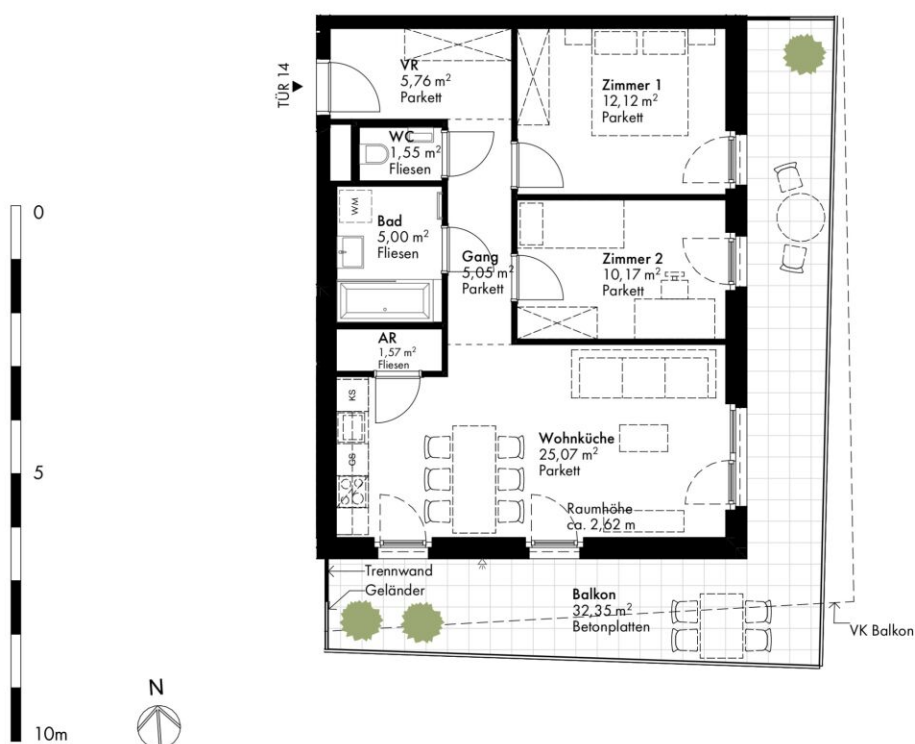 TÜR 14
VR
5,76 m²
Parkett
Zimmer 1
12,12 m²
Parkett
WC
1,55 m²
Fliesen
WM
Bad
5,00 m²
Fliesen
Gang
5,05 m²
Parkett
Zimmer 2
10,17 m²
Parkett
AR
1,57 m²
Fliesen
KS
GS
Wohnküche
25,07 m²
Parkett
Raumhöhe
ca. 2,62 m
Trennwand
Geländer
Balkon
32,35 m²
Betonplatten
VK Balkon
0
5
10m
N